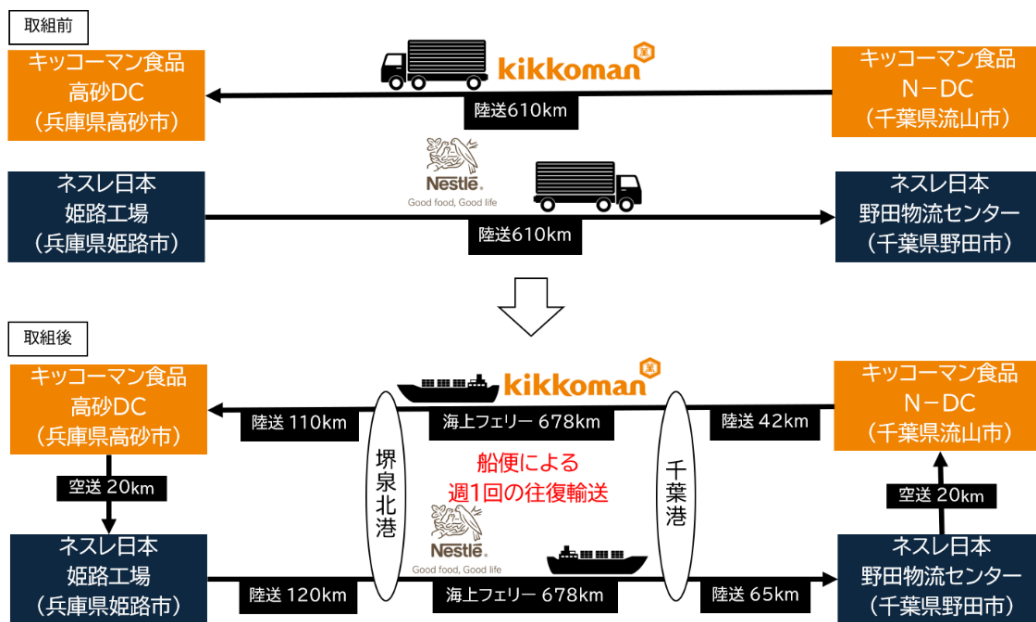 取組前
キッコーマン食品
高砂DC
(兵庫県高砂市)
kikkoman
陸送610km
キッコーマン食品
N-DC
(千葉県流山市)
ネスレ日本
姫路工場
(兵庫県姫路市)
Nestlé®
Good food, Good life
陸送610km
ネスレ日本
野田物流センター
(千葉県野田市)
取組後
キッコーマン食品
高砂DC
(兵庫県高砂市)
陸送 110km
kikkoman
海上フェリー 678km
陸送 42km
キッコーマン食品
N-DC
(千葉県流山市)
空送 20km
堺泉北港
船便による
週1回の往復輸送
千葉港
空送 20km
ネスレ日本
姫路工場
(兵庫県姫路市)
陸送 120km
Nestlé®
Good food, Good life
海上フェリー 678km
陸送 65km
ネスレ日本
野田物流センター
(千葉県野田市)